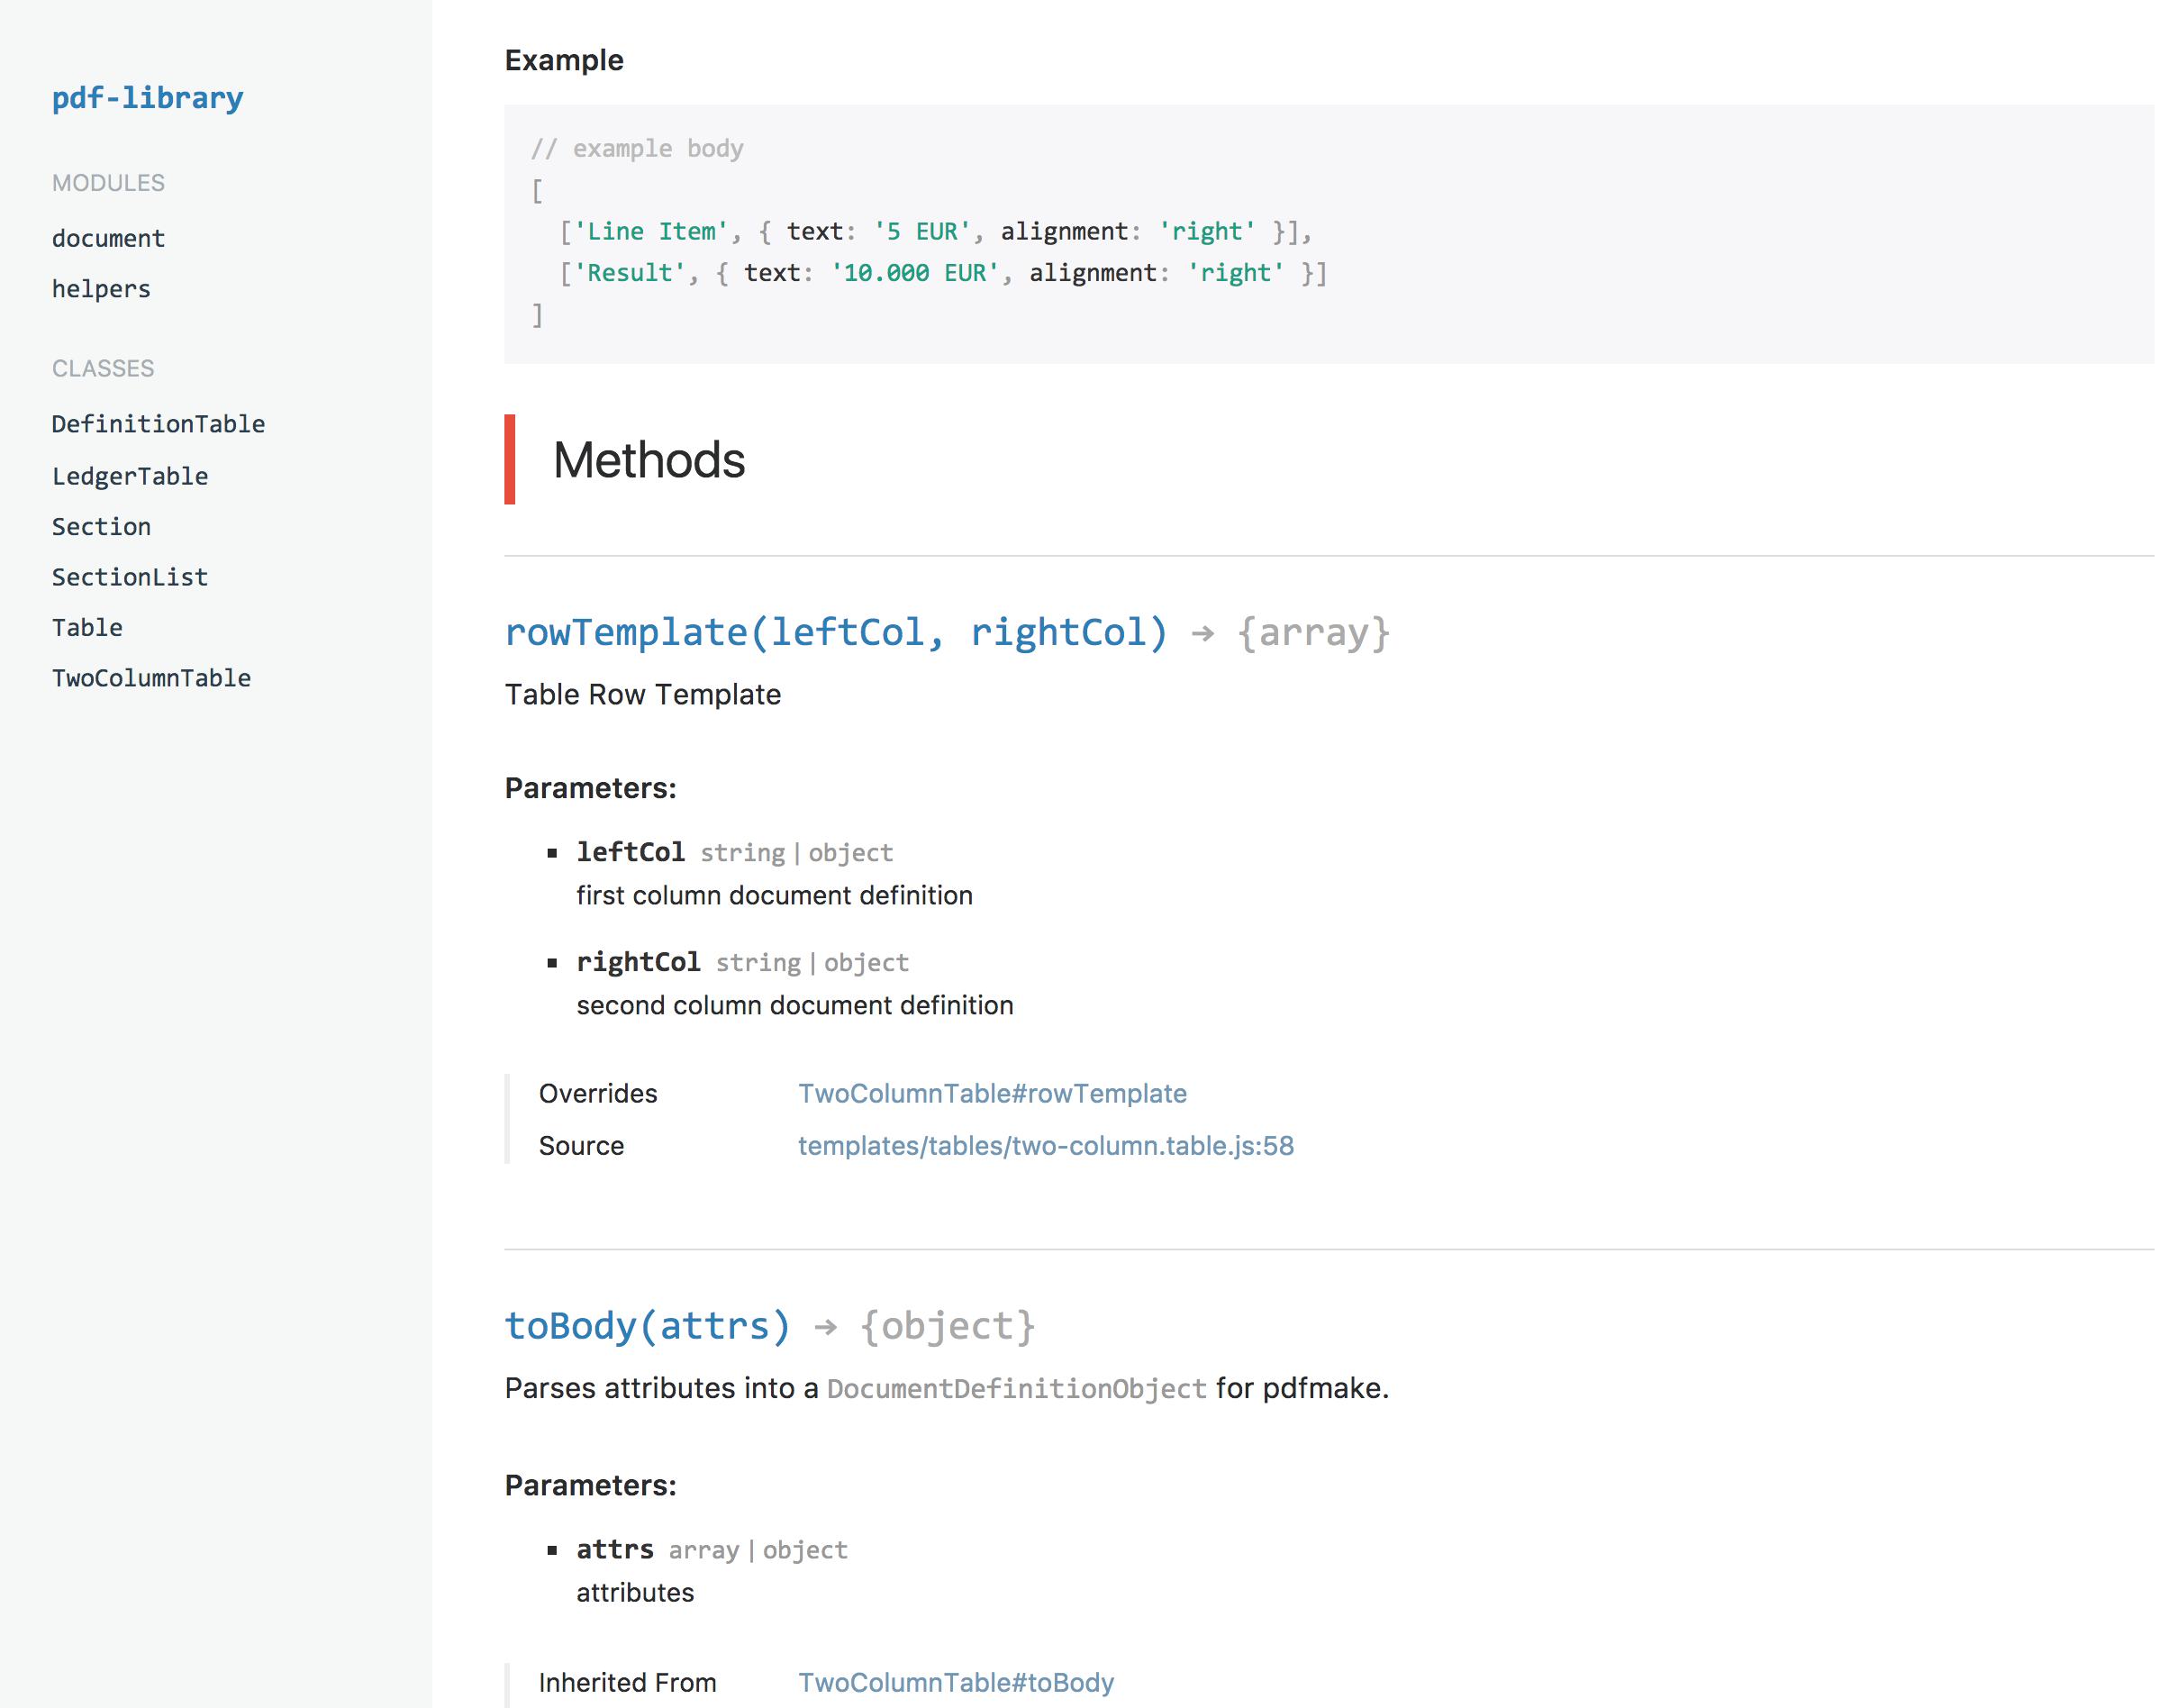 pdf-library
MODULES
document
helpers
CLASSES
DefinitionTable
LedgerTable
Section
SectionList
Table
TwoColumnTable
Example
// example body
[
  ['Line Item', { text: '5 EUR', alignment: 'right' }],
  ['Result', { text: '10.000 EUR', alignment: 'right' }]
]
Methods
rowTemplate(leftCol, rightCol) → {array}
Table Row Template
Parameters:
▪ leftCol string | object
first column document definition
▪ rightCol string | object
second column document definition
Overrides TwoColumnTable#rowTemplate
Source templates/tables/two-column.table.js:58
toBody(attrs) → {object}
Parses attributes into a DocumentDefinitionObject for pdfmake.
Parameters:
▪ attrs array | object
attributes
Inherited From TwoColumnTable#toBody